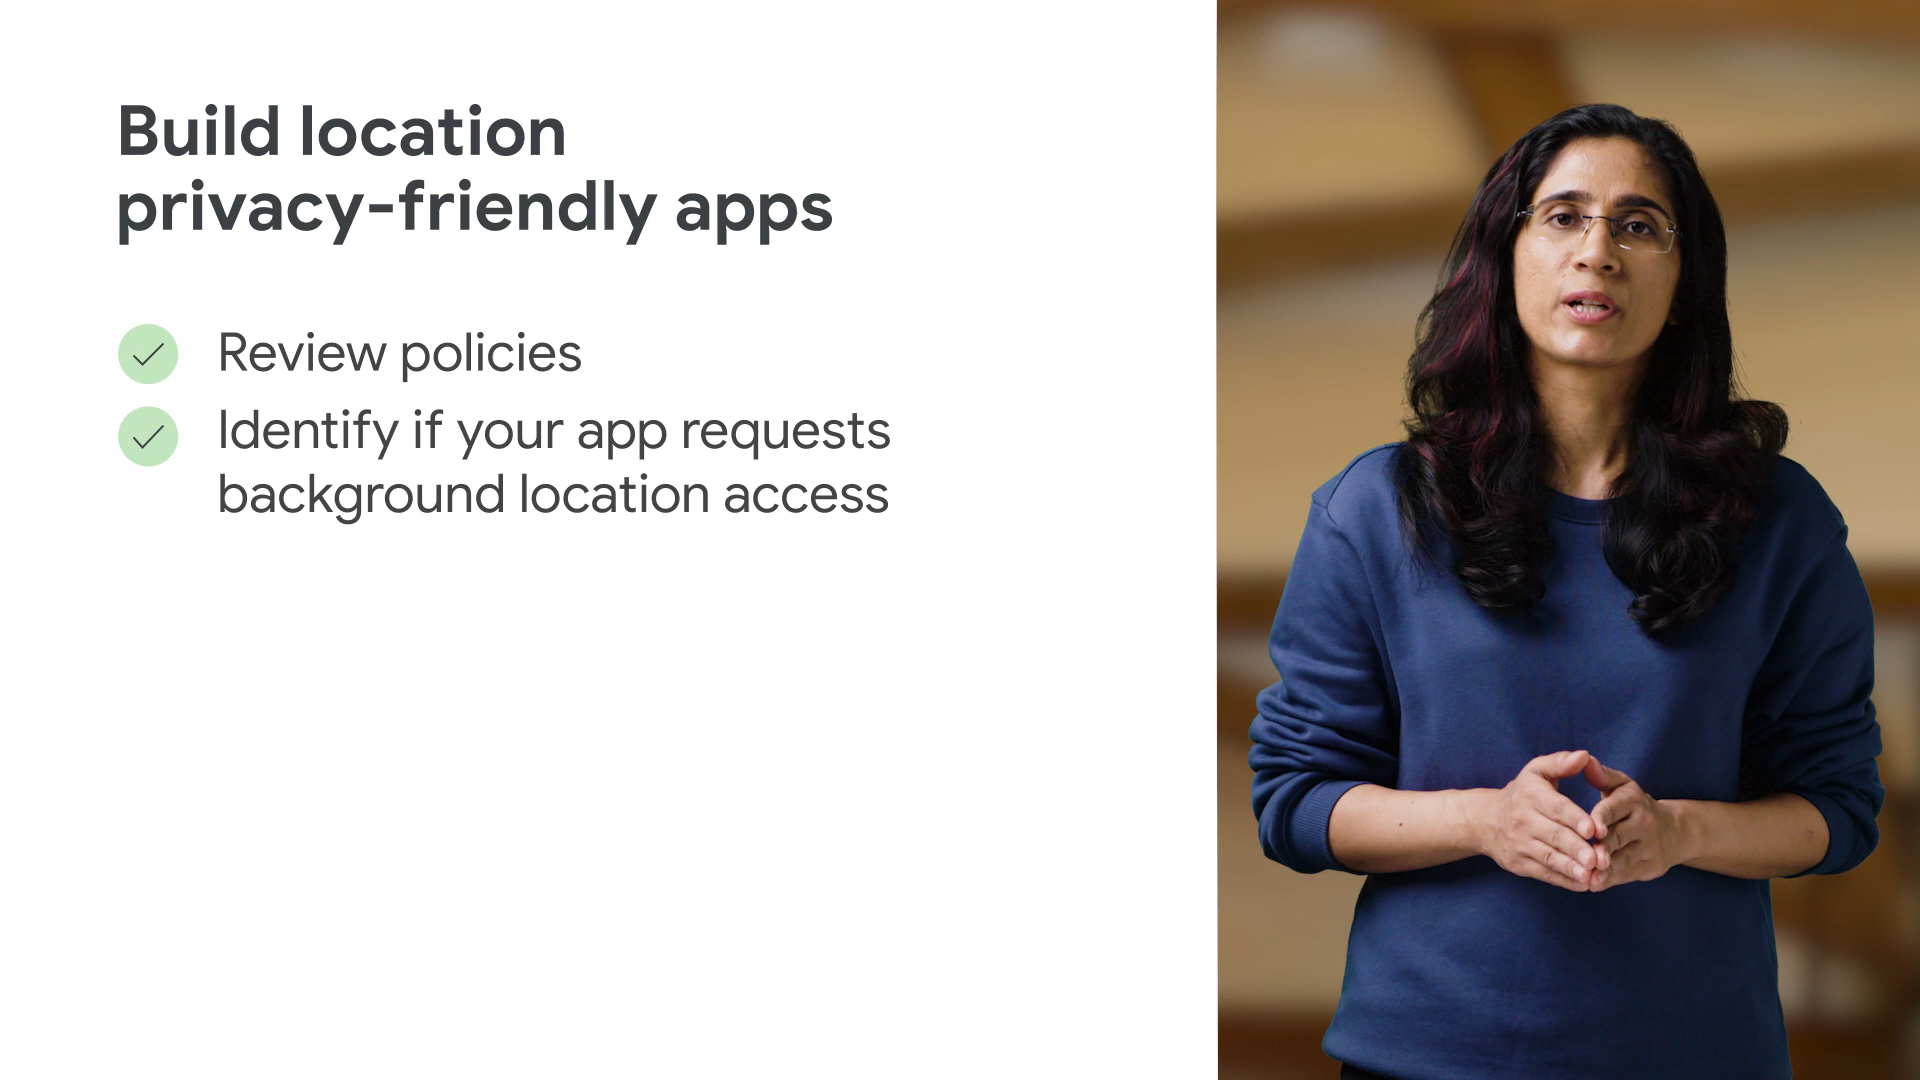 Build location
privacy-friendly apps
Review policies
Identify if your app requests
background location access